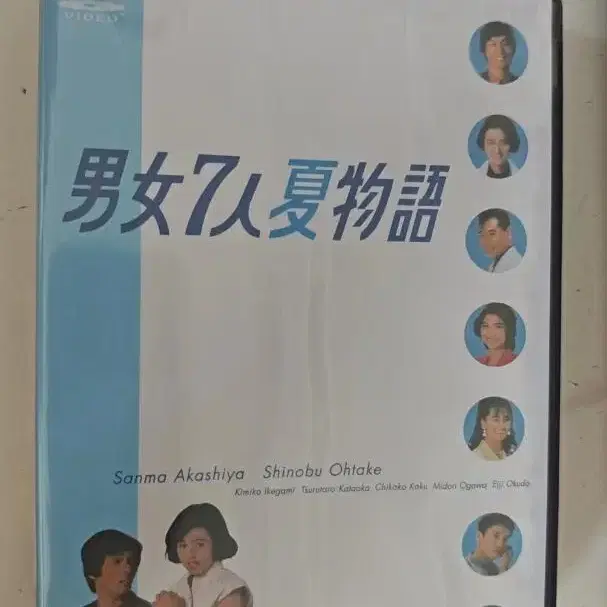 VIDEO
男女7人夏物語
Sanma Akashiya Shinobu Ohtake
Kimiko Ikegami Tsurutaro Kataoka Chikako Kaku Midori Ogawa Eiji Okuda